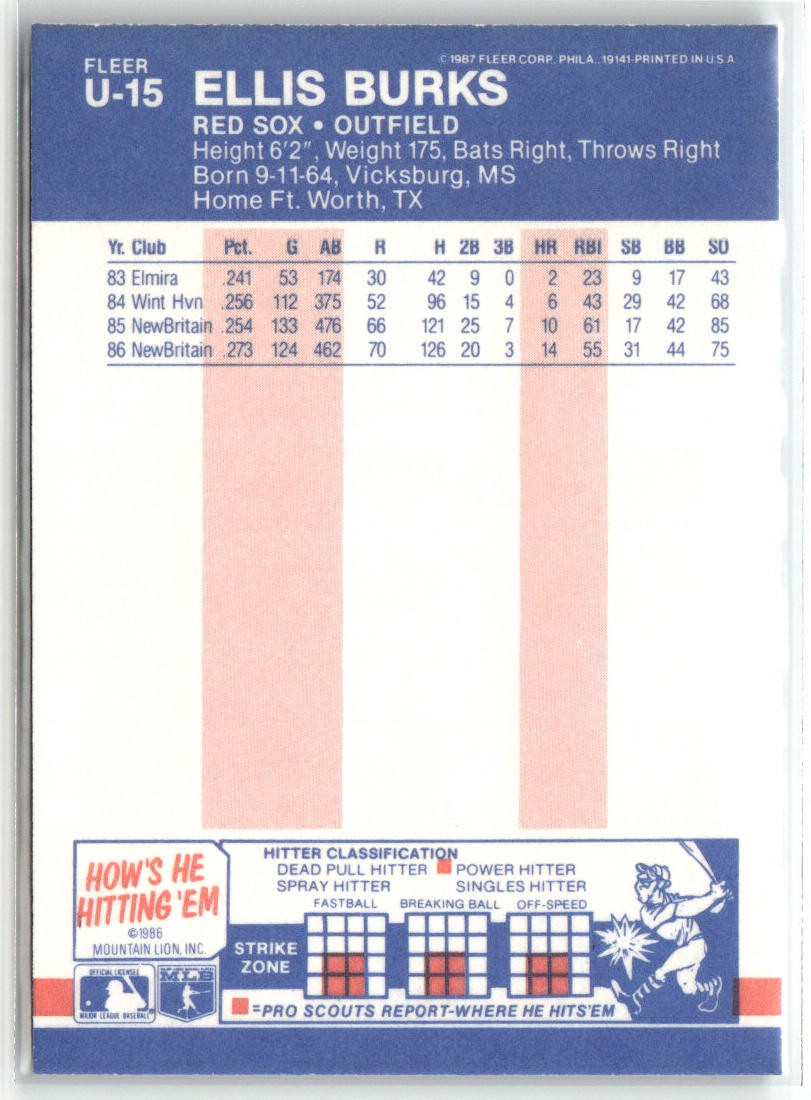 © 1987 FLEER CORP. PHILA., 19141-PRINTED IN U S A
FLEER
U-15 ELLIS BURKS
RED SOX • OUTFIELD
Height 6'2", Weight 175, Bats Right, Throws Right
Born 9-11-64, Vicksburg, MS
Home Ft. Worth, TX
Yr. Club Pct. G AB R H 2B 3B HR RBI SB BB SO
83 Elmira .241 53 174 30 42 9 0 2 23 9 17 43
84 Wint Hvn .256 112 375 52 96 15 4 6 43 29 42 68
85 NewBritain .254 133 476 66 121 25 7 10 61 17 42 85
86 NewBritain .273 124 462 70 126 20 3 14 55 31 44 75
HOW'S HE
HITTING 'EM
©1986
MOUNTAIN LION, INC.
HITTER CLASSIFICATION
DEAD PULL HITTER POWER HITTER
SPRAY HITTER SINGLES HITTER
FASTBALL BREAKING BALL OFF-SPEED
STRIKE
ZONE
=PRO SCOUTS REPORT-WHERE HE HITS'EM
OFFICIAL LICENSEE
MAJOR LEAGUE BASEBALL
MLB